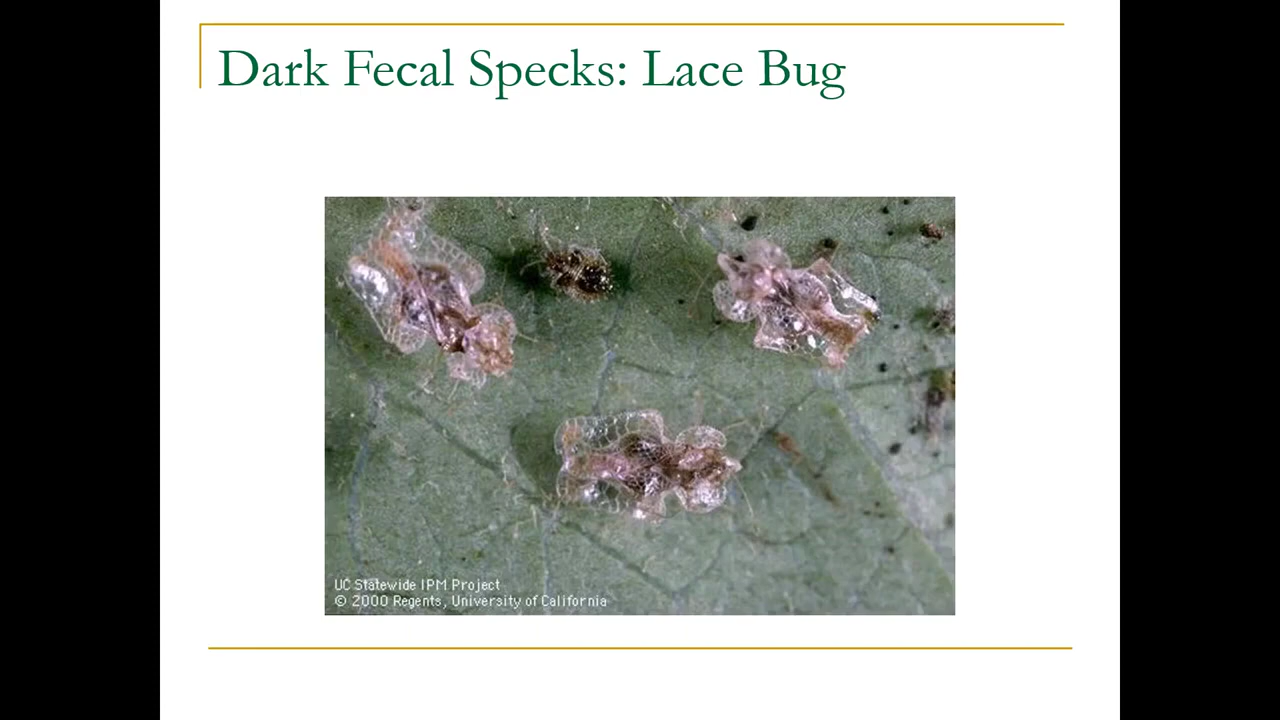 Dark Fecal Specks: Lace Bug
UC Statewide IPM Project
© 2000 Regents, University of California